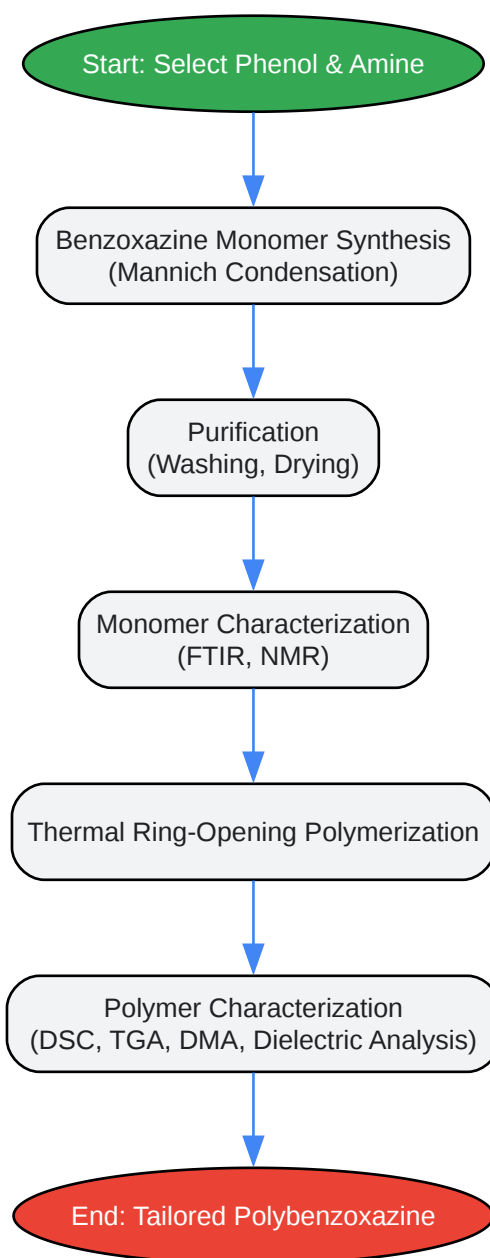 Start: Select Phenol & Amine
Benzoxazine Monomer Synthesis
(Mannich Condensation)
Purification
(Washing, Drying)
Monomer Characterization
(FTIR, NMR)
Thermal Ring-Opening Polymerization
Polymer Characterization
(DSC, TGA, DMA, Dielectric Analysis)
End: Tailored Polybenzoxazine